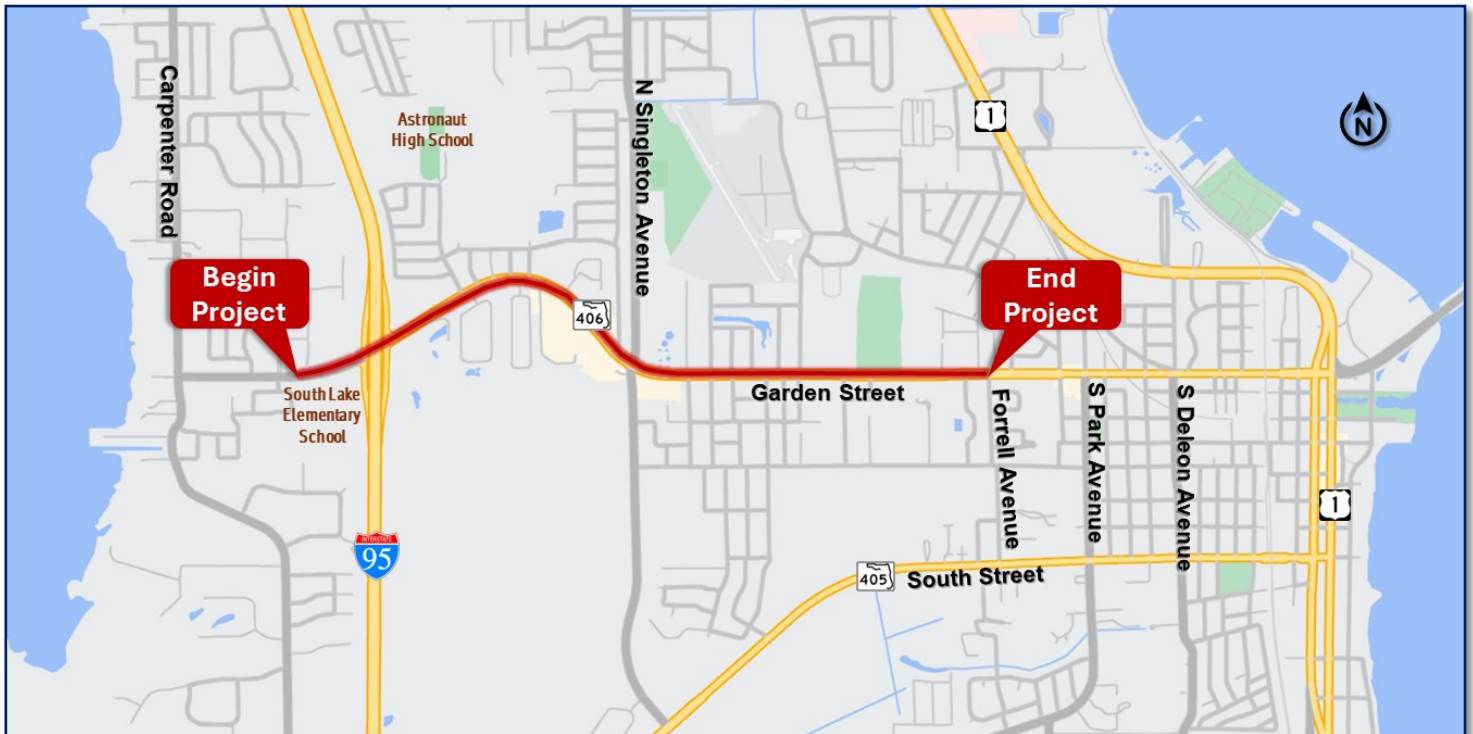 Carpenter Road
Astronaut
High School
N Singleton Avenue
1
N
Begin
Project
End
Project
406
South Lake
Elementary
School
Garden Street
Forrell Avenue
S Park Avenue
S Deleon Avenue
1
INTERSTATE
95
405
South Street